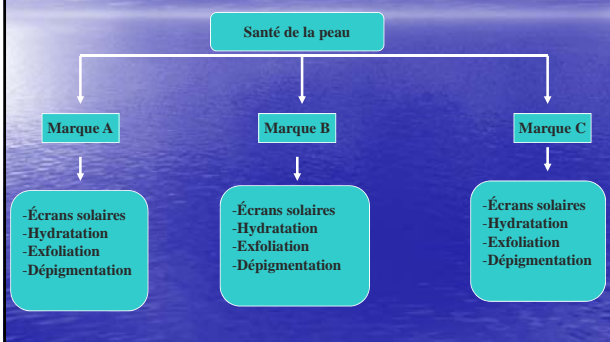 Santé de la peau
Marque A
Marque B
Marque C
-Écrans solaires
-Hydratation
-Exfoliation
-Dépigmentation
-Écrans solaires
-Hydratation
-Exfoliation
-Dépigmentation
-Écrans solaires
-Hydratation
-Exfoliation
-Dépigmentation